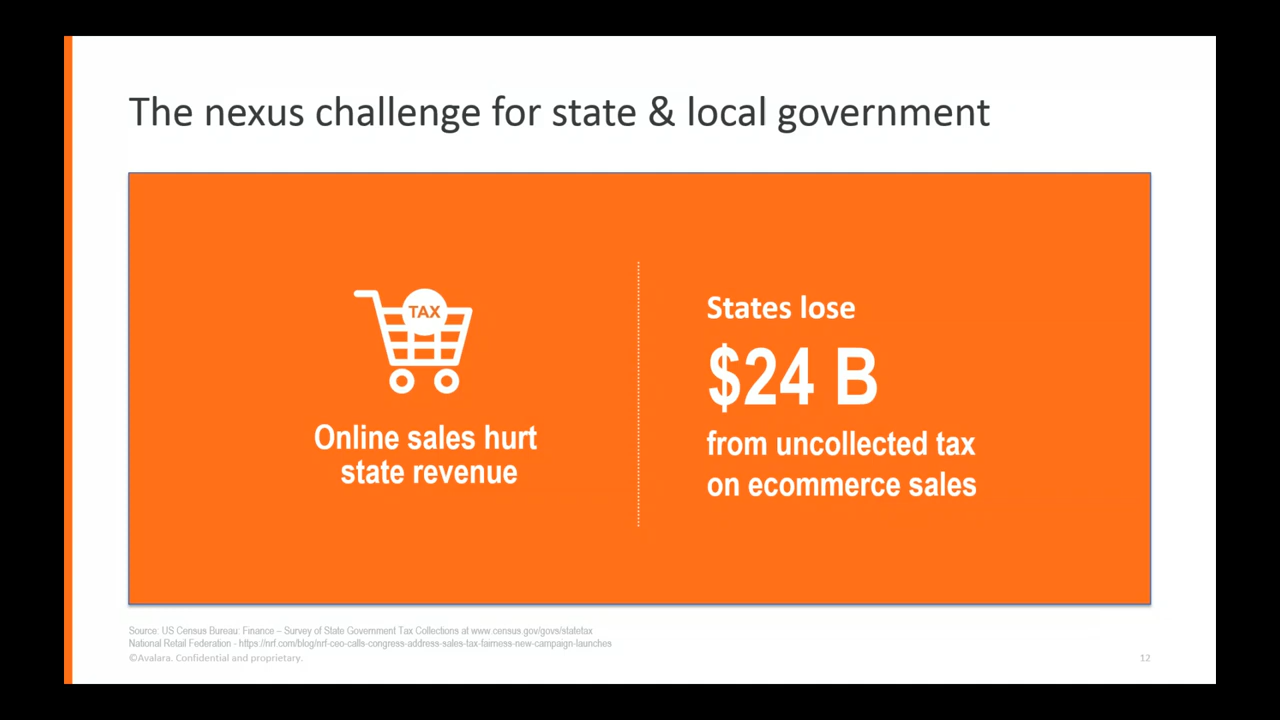 The nexus challenge for state & local government
TAX
Online sales hurt
state revenue
States lose
$24 B
from uncollected tax
on ecommerce sales
Source: US Census Bureau: Finance – Survey of State Government Tax Collections at www.census.gov/govs/statetax
National Retail Federation - https://nrf.com/blog/nrf-ceo-calls-congress-address-sales-tax-fairness-new-campaign-launches
©Avalara. Confidential and proprietary.
12